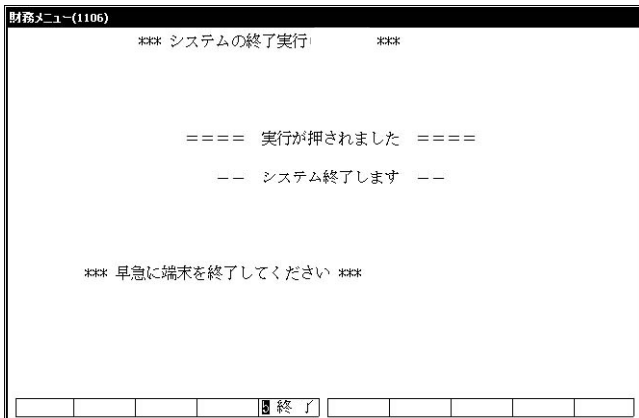 財務メニュー(1106)
*** システムの終了実行 ***
==== 実行が押されました ====
-- システム終了します --
*** 早急に端末を終了してください ***
5 終 了